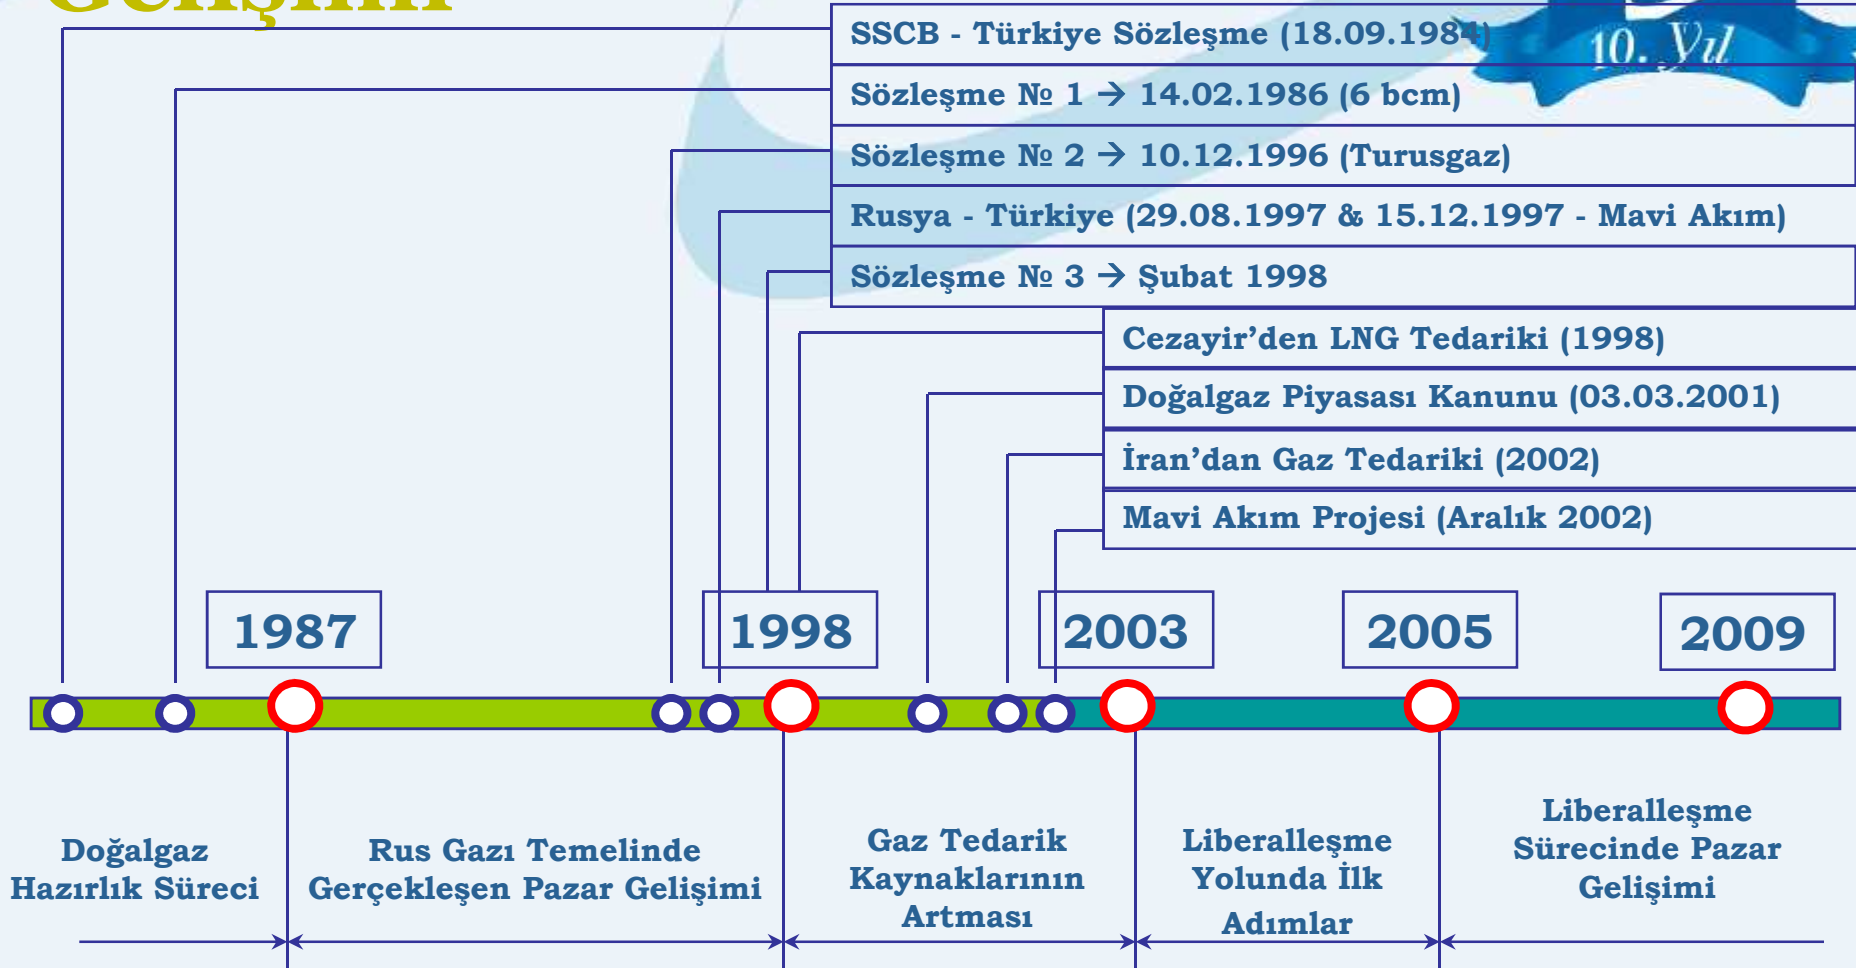 Gelişimi
10. Yıl
SSCB - Türkiye Sözleşme (18.09.1984)
Sözleşme № 1 → 14.02.1986 (6 bcm)
Sözleşme № 2 → 10.12.1996 (Turusgaz)
Rusya - Türkiye (29.08.1997 & 15.12.1997 - Mavi Akım)
Sözleşme № 3 → Şubat 1998
Cezayir’den LNG Tedariki (1998)
Doğalgaz Piyasası Kanunu (03.03.2001)
İran’dan Gaz Tedariki (2002)
Mavi Akım Projesi (Aralık 2002)
1987
1998
2003
2005
2009
Doğalgaz
Hazırlık Süreci
Rus Gazı Temelinde
Gerçekleşen Pazar Gelişimi
Gaz Tedarik
Kaynaklarının
Artması
Liberalleşme
Yolunda İlk
Adımlar
Liberalleşme
Sürecinde Pazar
Gelişimi